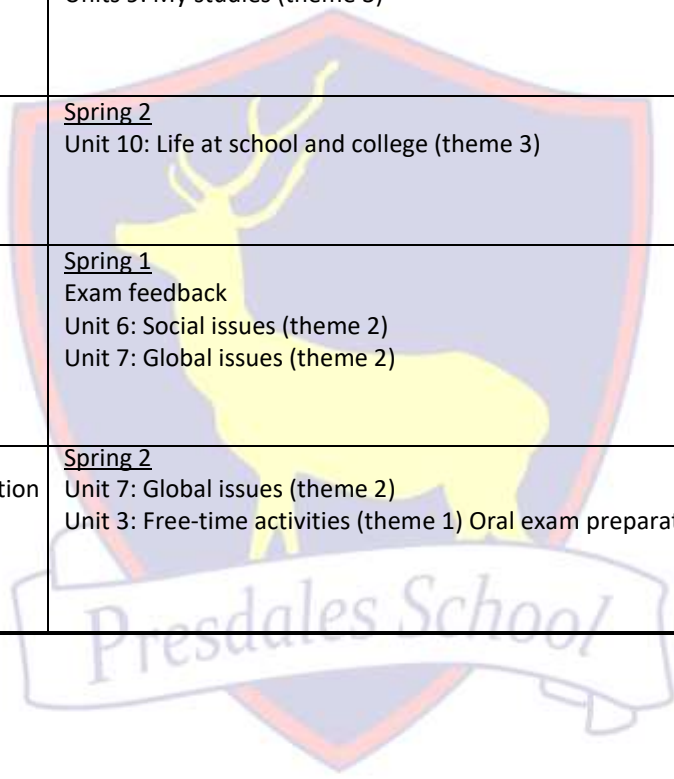 Spring 2
Unit 10: Life at school and college (theme 3)
Spring 1
Exam feedback
Unit 6: Social issues (theme 2)
Unit 7: Global issues (theme 2)
Spring 2
tion Unit 7: Global issues (theme 2)
Unit 3: Free-time activities (theme 1) Oral exam preparat
Presdales School